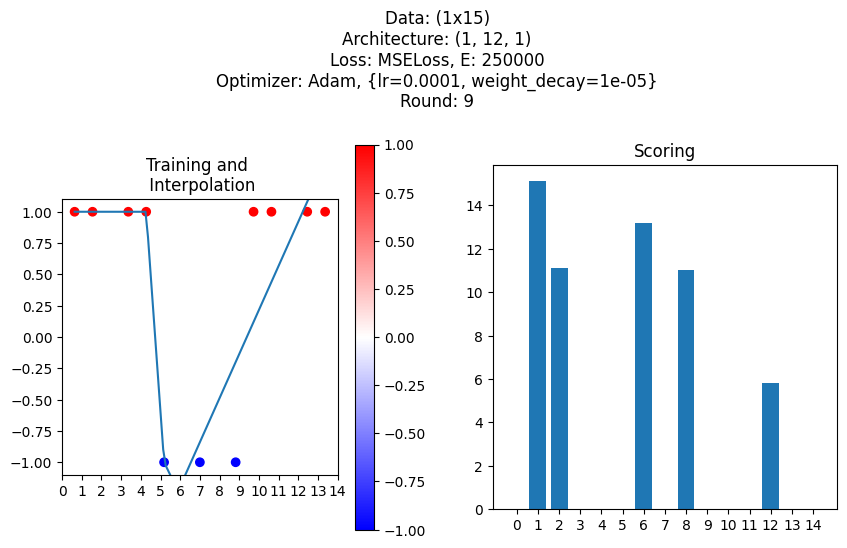 Data: (1x15)
Architecture: (1, 12, 1)
Loss: MSELoss, E: 250000
Optimizer: Adam, {lr=0.0001, weight_decay=1e-05}
Round: 9
Training and
Interpolation
1.00
0.75
0.50
0.25
0.00
−0.25
−0.50
−0.75
−1.00
0 1 2 3 4 5 6 7 8 9 10 11 12 13 14
1.00
0.75
0.50
0.25
0.00
−0.25
−0.50
−0.75
−1.00
Scoring
14
12
10
8
6
4
2
0
0 1 2 3 4 5 6 7 8 9 10 11 12 13 14